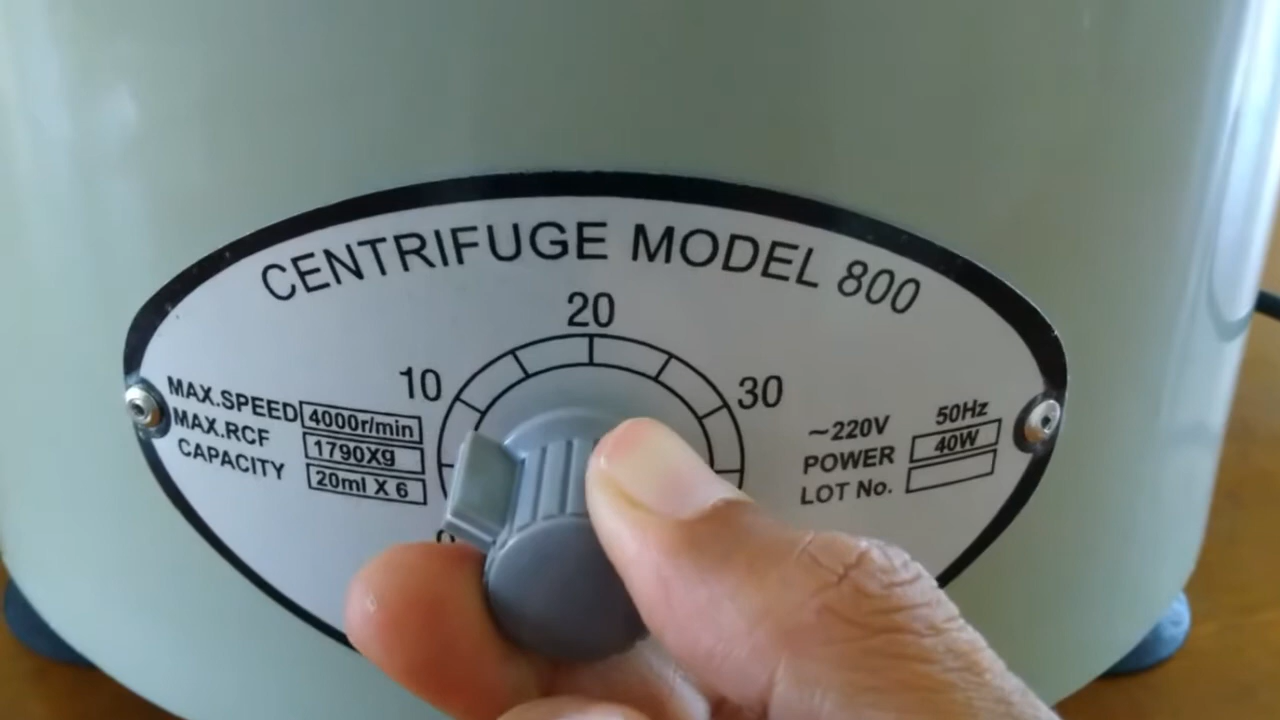 CENTRIFUGE MODEL 800
20
10
30
0
MAX.SPEED 4000r/min
MAX.RCF 1790Xg
CAPACITY 20ml X 6
~220V 50Hz
POWER 40W
LOT No.